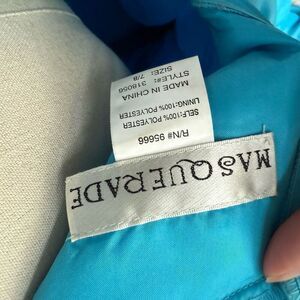 MASQUERADE
R/N# 95666
SELF:100% POLYESTER
LINING:100% POLYESTER
MADE IN CHINA
STYLE#: 318056
SIZE: 7/8